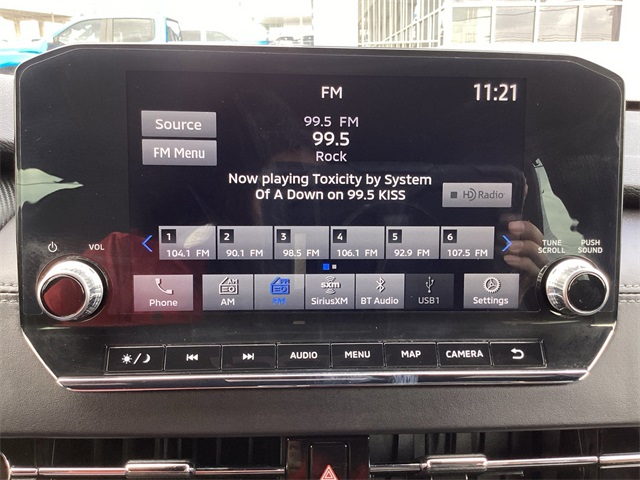 FM
11:21
Source
FM Menu
99.5 FM
99.5
Rock
Now playing Toxicity by System
Of A Down on 99.5 KISS
HD Radio
1 104.1 FM
2 90.1 FM
3 98.5 FM
4 106.1 FM
5 92.9 FM
6 107.5 FM
VOL
TUNE
SCROLL
PUSH
SOUND
Phone
AM
FM
sxm
SiriusXM
BT Audio
USB1
Settings
AUDIO
MENU
MAP
CAMERA